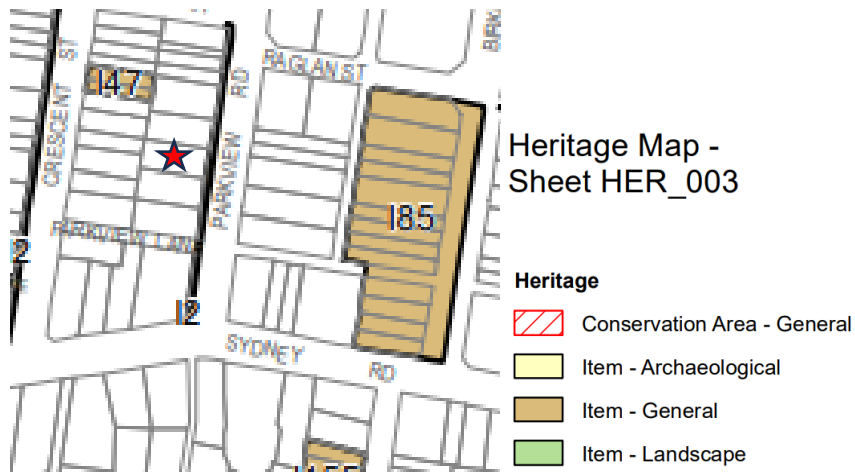 ST
I47
CRESCENT
RD
PARKVIEW
RAGLAN ST
I85
PARKVIEW LANE
I2
SYDNEY
RD
Heritage Map -
Sheet HER_003
Heritage
Conservation Area - General
Item - Archaeological
Item - General
Item - Landscape